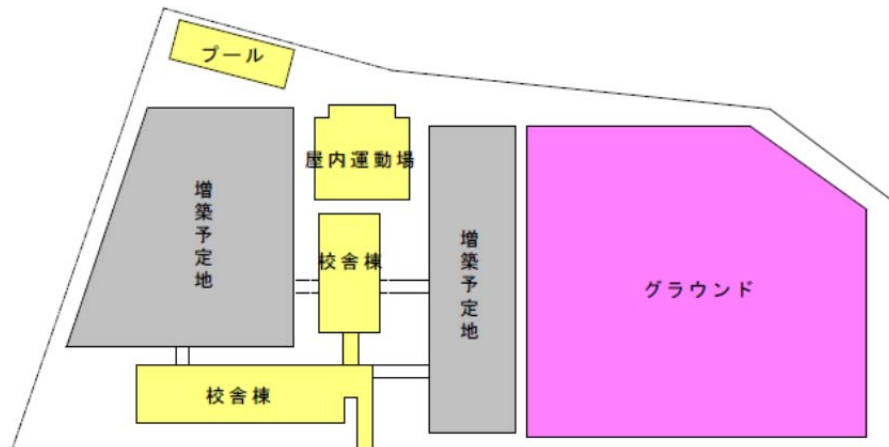 プール
屋内運動場
増築予定地
校舎棟
増築予定地
グラウンド
校舎棟